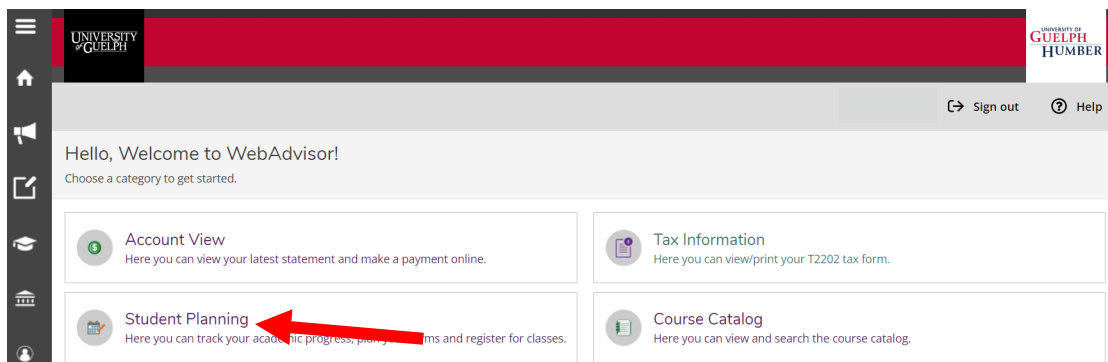 UNIVERSITY
of GUELPH
UNIVERSITY OF
GUELPH
HUMBER
Sign out
Help
Hello, Welcome to WebAdvisor!
Choose a category to get started.
Account View
Here you can view your latest statement and make a payment online.
Tax Information
Here you can view/print your T2202 tax form.
Student Planning
Here you can track your academic progress, plan your terms and register for classes.
Course Catalog
Here you can view and search the course catalog.